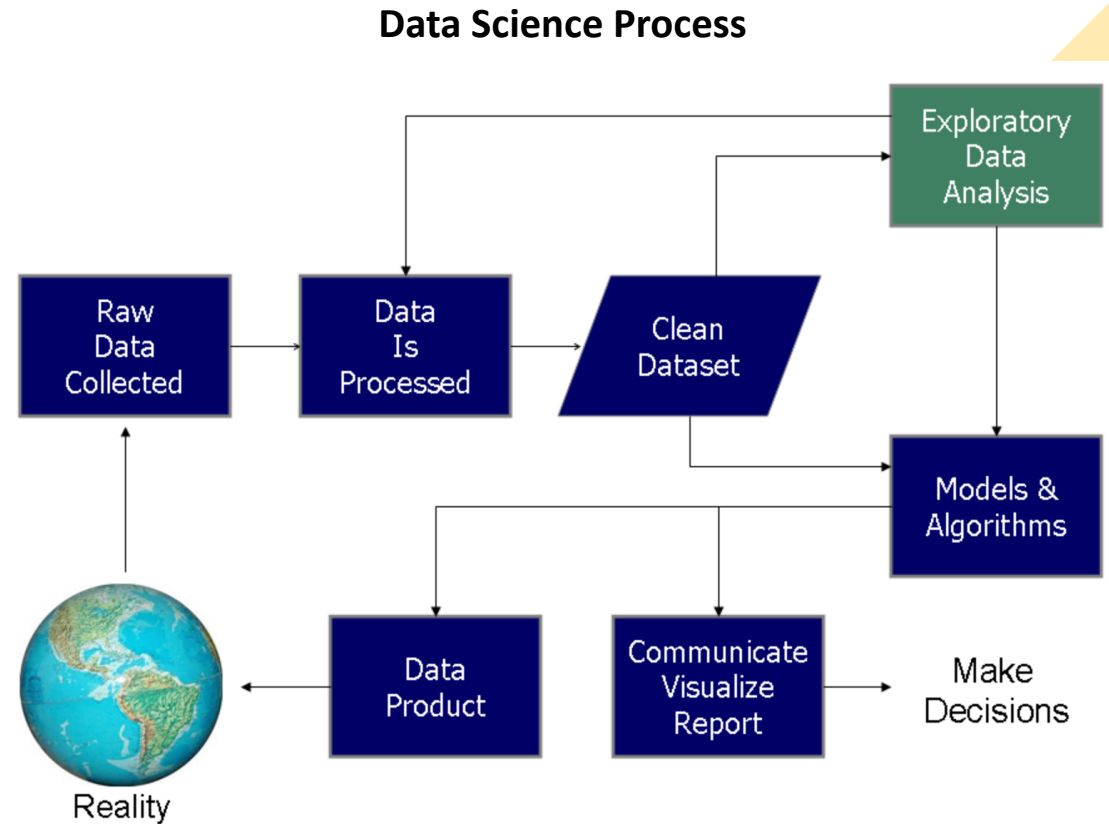 Data Science Process
Exploratory
Data
Analysis
Raw
Data
Collected
Data
Is
Processed
Clean
Dataset
Models &
Algorithms
Data
Product
Communicate
Visualize
Report
Make
Decisions
Reality